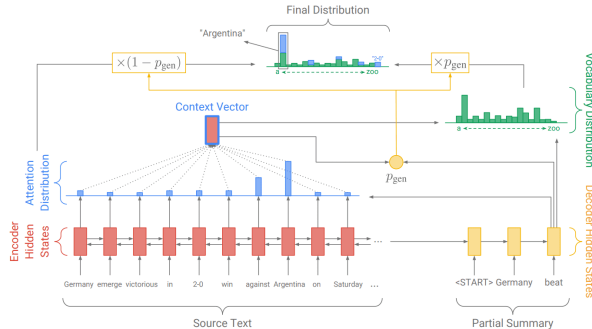 Final Distribution
"Argentina"
×(1 − pgen)
"2-0"
×pgen
a
zoo
Context Vector
a
zoo
Vocabulary Distribution
Attention
Distribution
pgen
Encoder
Hidden
States
Decoder Hidden States
...
Germany emerge victorious in 2-0 win against Argentina on Saturday ...
<START> Germany beat
Source Text
Partial Summary